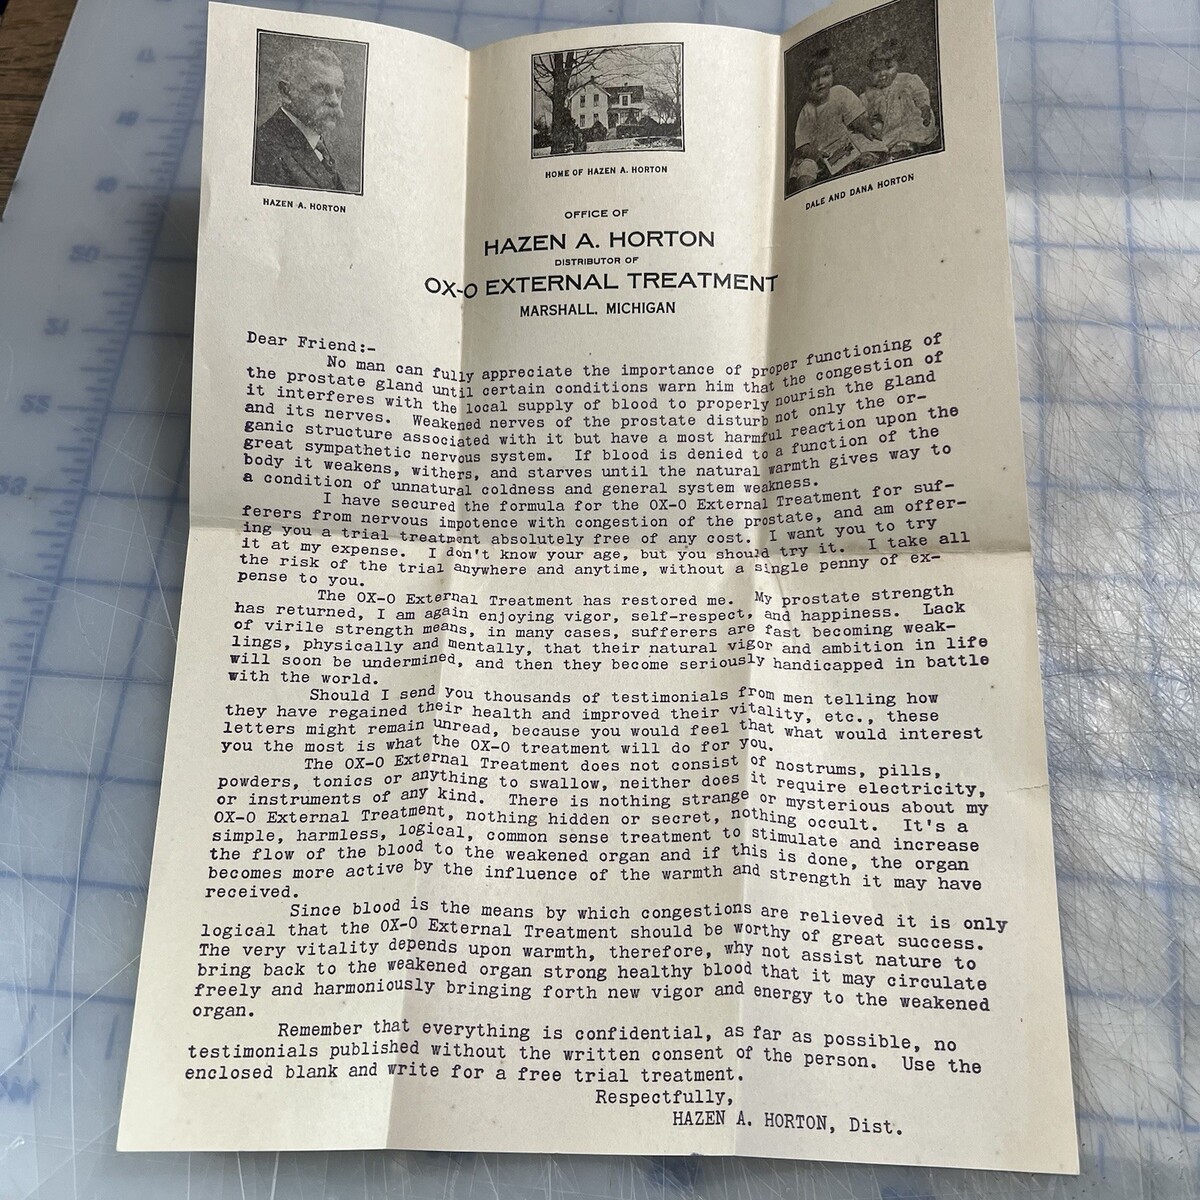 HAZEN A. HORTON
HOME OF HAZEN A. HORTON
DALE AND DANA HORTON
OFFICE OF
HAZEN A. HORTON
DISTRIBUTOR OF
OX-O EXTERNAL TREATMENT
MARSHALL, MICHIGAN
Dear Friend:-
No man can fully appreciate the importance of proper functioning of
the prostate gland until certain conditions warn him that the congestion of
it interferes with the local supply of blood to properly nourish the gland
and its nerves. Weakened nerves of the prostate disturb not only the or-
ganic structure associated with it but have a most harmful reaction upon the
great sympathetic nervous system. If blood is denied to a function of the
body it weakens, withers, and starves until the natural warmth gives way to
a condition of unnatural coldness and general system weakness.
I have secured the formula for the OX-O External Treatment for suf-
ferers from nervous impotence with congestion of the prostate, and am offer-
ing you a trial treatment absolutely free of any cost. I want you to try
it at my expense. I don't know your age, but you should try it. I take all
the risk of the trial anywhere and anytime, without a single penny of ex-
pense to you.
The OX-O External Treatment has restored me. My prostate strength
has returned, I am again enjoying vigor, self-respect, and happiness. Lack
of virile strength means, in many cases, sufferers are fast becoming weak-
lings, physically and mentally, that their natural vigor and ambition in life
will soon be undermined, and then they become seriously handicapped in battle
with the world.
Should I send you thousands of testimonials from men telling how
they have regained their health and improved their vitality, etc., these
letters might remain unread, because you would feel that what would interest
you the most is what the OX-O treatment will do for you.
The OX-O External Treatment does not consist of nostrums, pills,
powders, tonics or anything to swallow, neither does it require electricity,
or instruments of any kind. There is nothing strange or mysterious about my
OX-O External Treatment, nothing hidden or secret, nothing occult. It's a
simple, harmless, logical, common sense treatment to stimulate and increase
the flow of the blood to the weakened organ and if this is done, the organ
becomes more active by the influence of the warmth and strength it may have
received.
Since blood is the means by which congestions are relieved it is only
logical that the OX-O External Treatment should be worthy of great success.
The very vitality depends upon warmth, therefore, why not assist nature to
bring back to the weakened organ strong healthy blood that it may circulate
freely and harmoniously bringing forth new vigor and energy to the weakened
organ.
Remember that everything is confidential, as far as possible, no
testimonials published without the written consent of the person. Use the
enclosed blank and write for a free trial treatment.
Respectfully,
HAZEN A. HORTON, Dist.